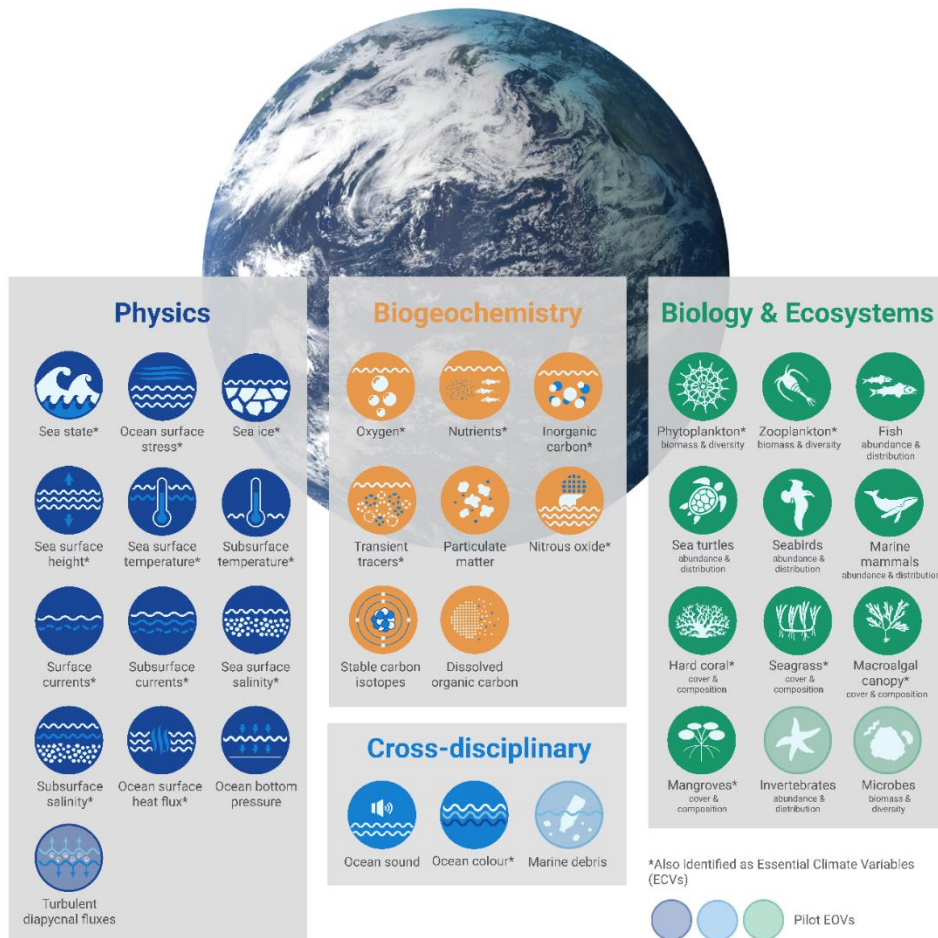 Physics
Sea state*
Ocean surface
stress*
Sea ice*
Sea surface
height*
Sea surface
temperature*
Subsurface
temperature*
Surface
currents*
Subsurface
currents*
Sea surface
salinity*
Subsurface
salinity*
Ocean surface
heat flux*
Ocean bottom
pressure
Turbulent
diapycnal fluxes
Biogeochemistry
Oxygen*
Nutrients*
Inorganic
carbon*
Transient
tracers*
Particulate
matter
Nitrous oxide*
Stable carbon
isotopes
Dissolved
organic carbon
Cross-disciplinary
Ocean sound
Ocean colour*
Marine debris
Biology & Ecosystems
Phytoplankton*
biomass & diversity
Zooplankton*
biomass & diversity
Fish
abundance &
distribution
Sea turtles
abundance &
distribution
Seabirds
abundance &
distribution
Marine
mammals
abundance & distribution
Hard coral*
cover &
composition
Seagrass*
cover &
composition
Macroalgal
canopy*
cover & composition
Mangroves*
cover &
composition
Invertebrates
abundance &
distribution
Microbes
biomass &
diversity
*Also identified as Essential Climate Variables
(ECVs)
Pilot EOVs